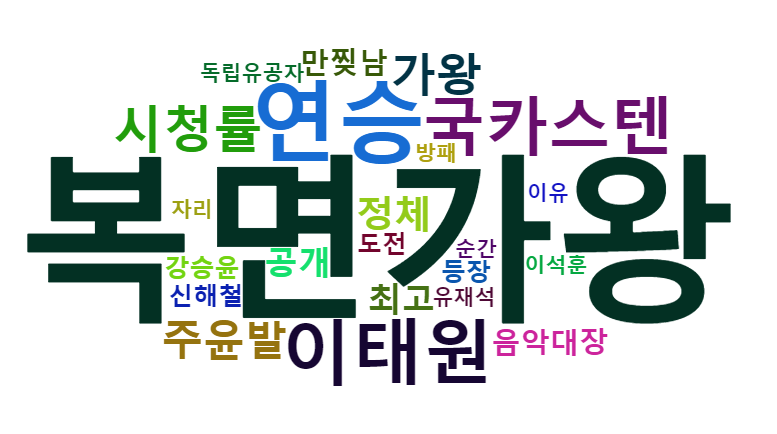 독립유공자 만찢남 가왕
시청률 연승 국카스텐
방패
복면가왕
자리 정체 이유
도전 순간
강승윤 공개 등장 이석훈
신해철 최고 유재석
주윤발 이태원 음악대장